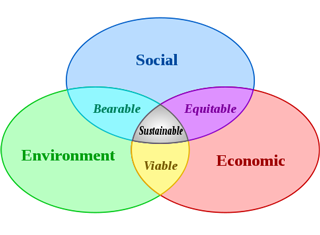 Social
Bearable
Equitable
Sustainable
Environment
Viable
Economic